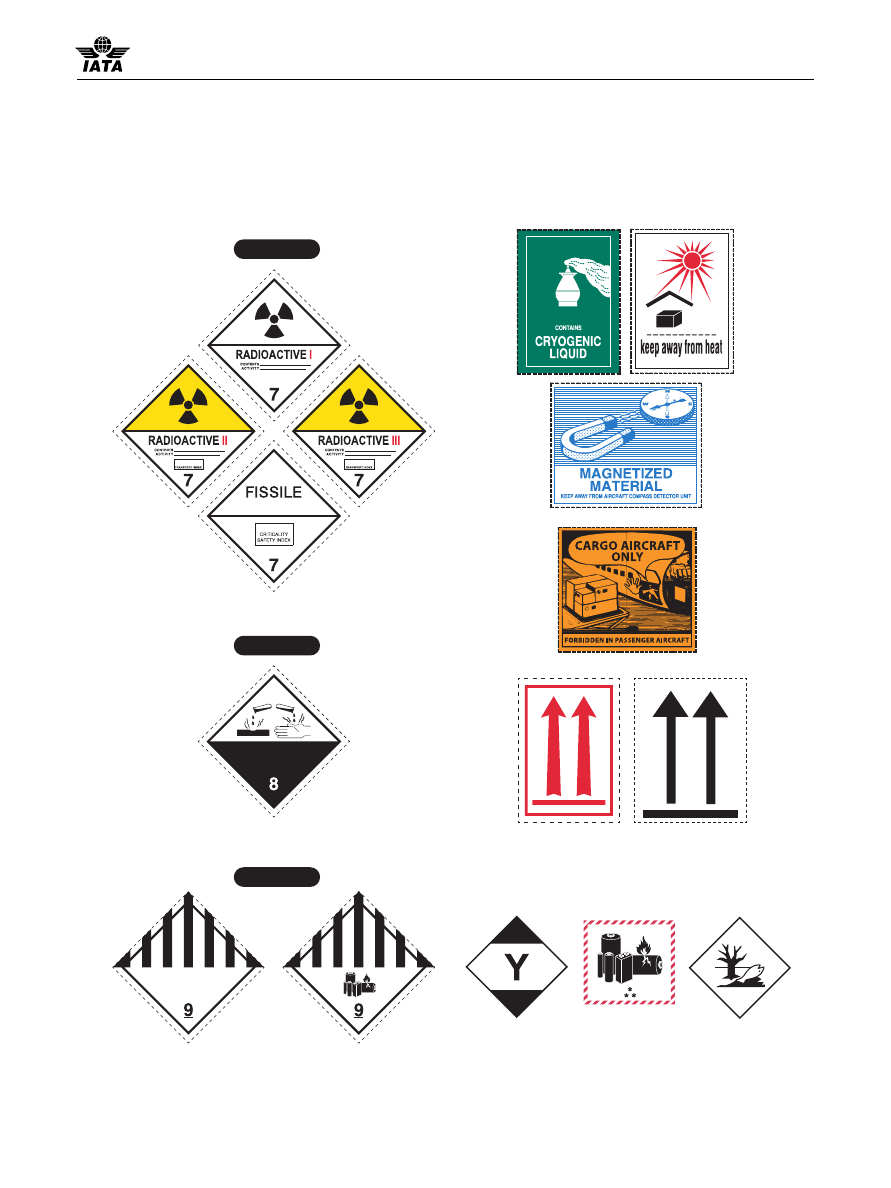 IATA
RADIOACTIVE I
CONTENTS
ACTIVITY
7
RADIOACTIVE II
CONTENTS
ACTIVITY
TRANSPORT INDEX
7
RADIOACTIVE III
CONTENTS
ACTIVITY
TRANSPORT INDEX
7
FISSILE
CRITICALITY
SAFETY INDEX
7
8
9
9
CONTAINS
CRYOGENIC
LIQUID
keep away from heat
MAGNETIZED
MATERIAL
KEEP AWAY FROM AIRCRAFT COMPASS DETECTOR UNIT
CARGO AIRCRAFT
ONLY
FORBIDDEN IN PASSENGER AIRCRAFT
Y
*
**